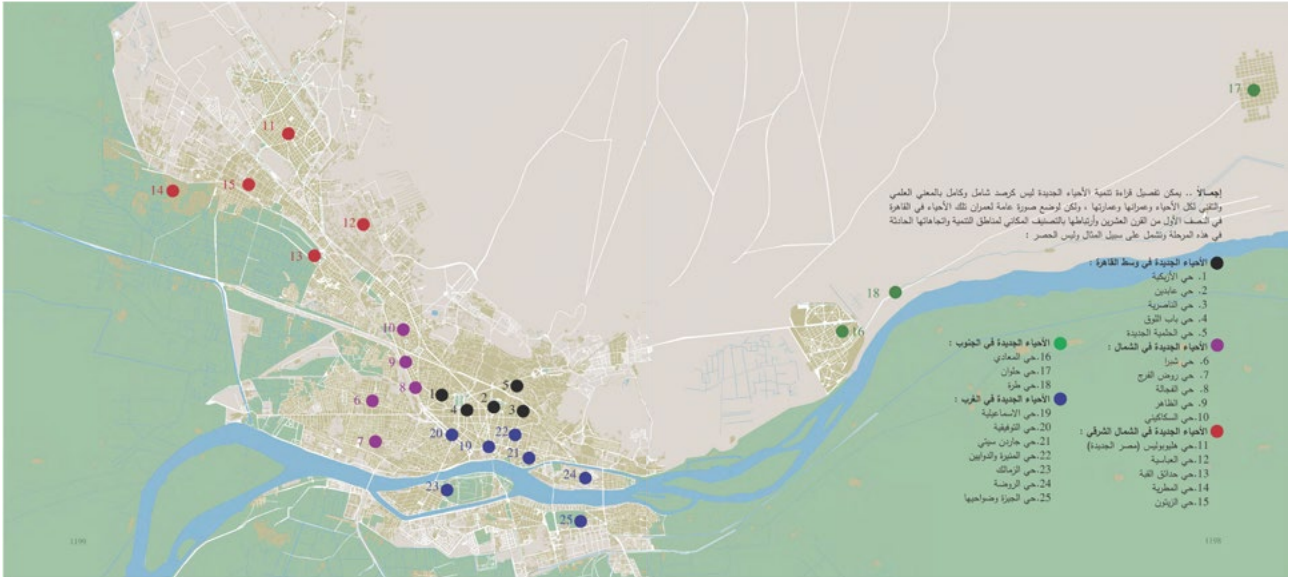 إجمالاً .. يمكن تفصيل قراءة تنمية الأحياء الجديدة ليس كرصد شامل وكامل بالمعني العلمي
والتقني لكل الأحياء وعمرانها وعمارتها ، ولكن لوضع صورة عامة لعمران تلك الأحياء في القاهرة
في النصف الأول من القرن العشرين وأرتباطها بالتصنيف المكاني لمناطق التنمية واتجاهاتها الحادثة
في هذه المرحلة وتشمل على سبيل المثال وليس الحصر :
الأحياء الجديدة في وسط القاهرة :
1. حي الأزبكية
2. حي عابدين
3. حي الناصرية
4. حي باب اللوق
5. حي الحلمية الجديدة
الأحياء الجديدة في الشمال :
6. حي شبرا
7. حي روض الفرج
8. حي الفجالة
9. حي الظاهر
10.حي السكاكيني
الأحياء الجديدة في الشمال الشرقي :
11.حي هليوبوليس (مصر الجديدة)
12.حي العباسية
13.حي حدائق القبة
14.حي المطرية
15.حي الزيتون
الأحياء الجديدة في الجنوب :
16.حي المعادي
17.حي حلوان
18.حي طرة
الأحياء الجديدة في الغرب :
19.حي الاسماعيلية
20.حي التوفيقية
21.حي جاردن سيتي
22.حي المنيرة والدواوين
23.حي الزمالك
24.حي الروضة
25.حي الجيزة وضواحيها
17
11
14
15
12
13
18
10
16
9
8
5
6
1
2
4
3
7
20
19
22
21
24
23
25
1199
1198